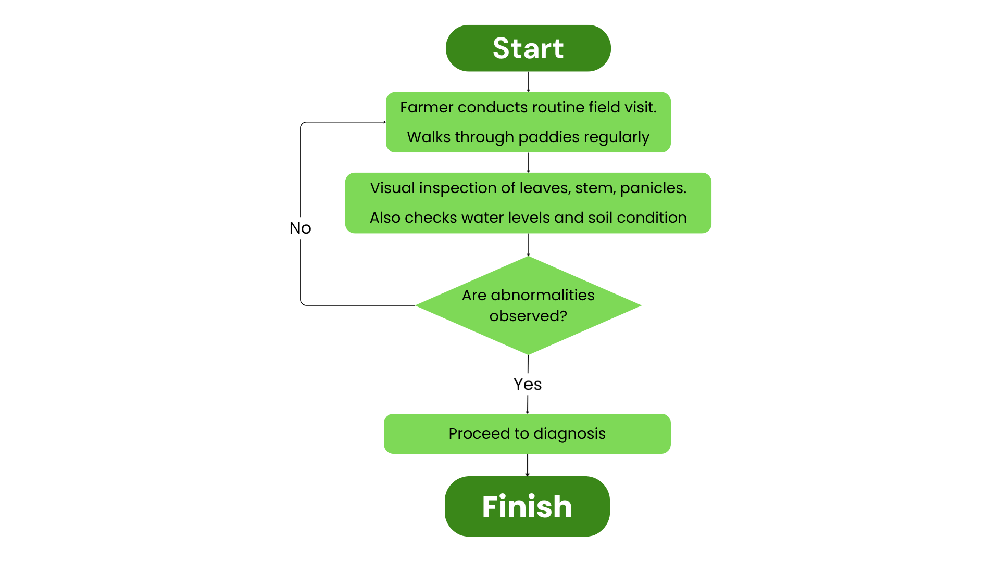 Start
Farmer conducts routine field visit.
Walks through paddies regularly
Visual inspection of leaves, stem, panicles.
Also checks water levels and soil condition
No
Are abnormalities
observed?
Yes
Proceed to diagnosis
Finish